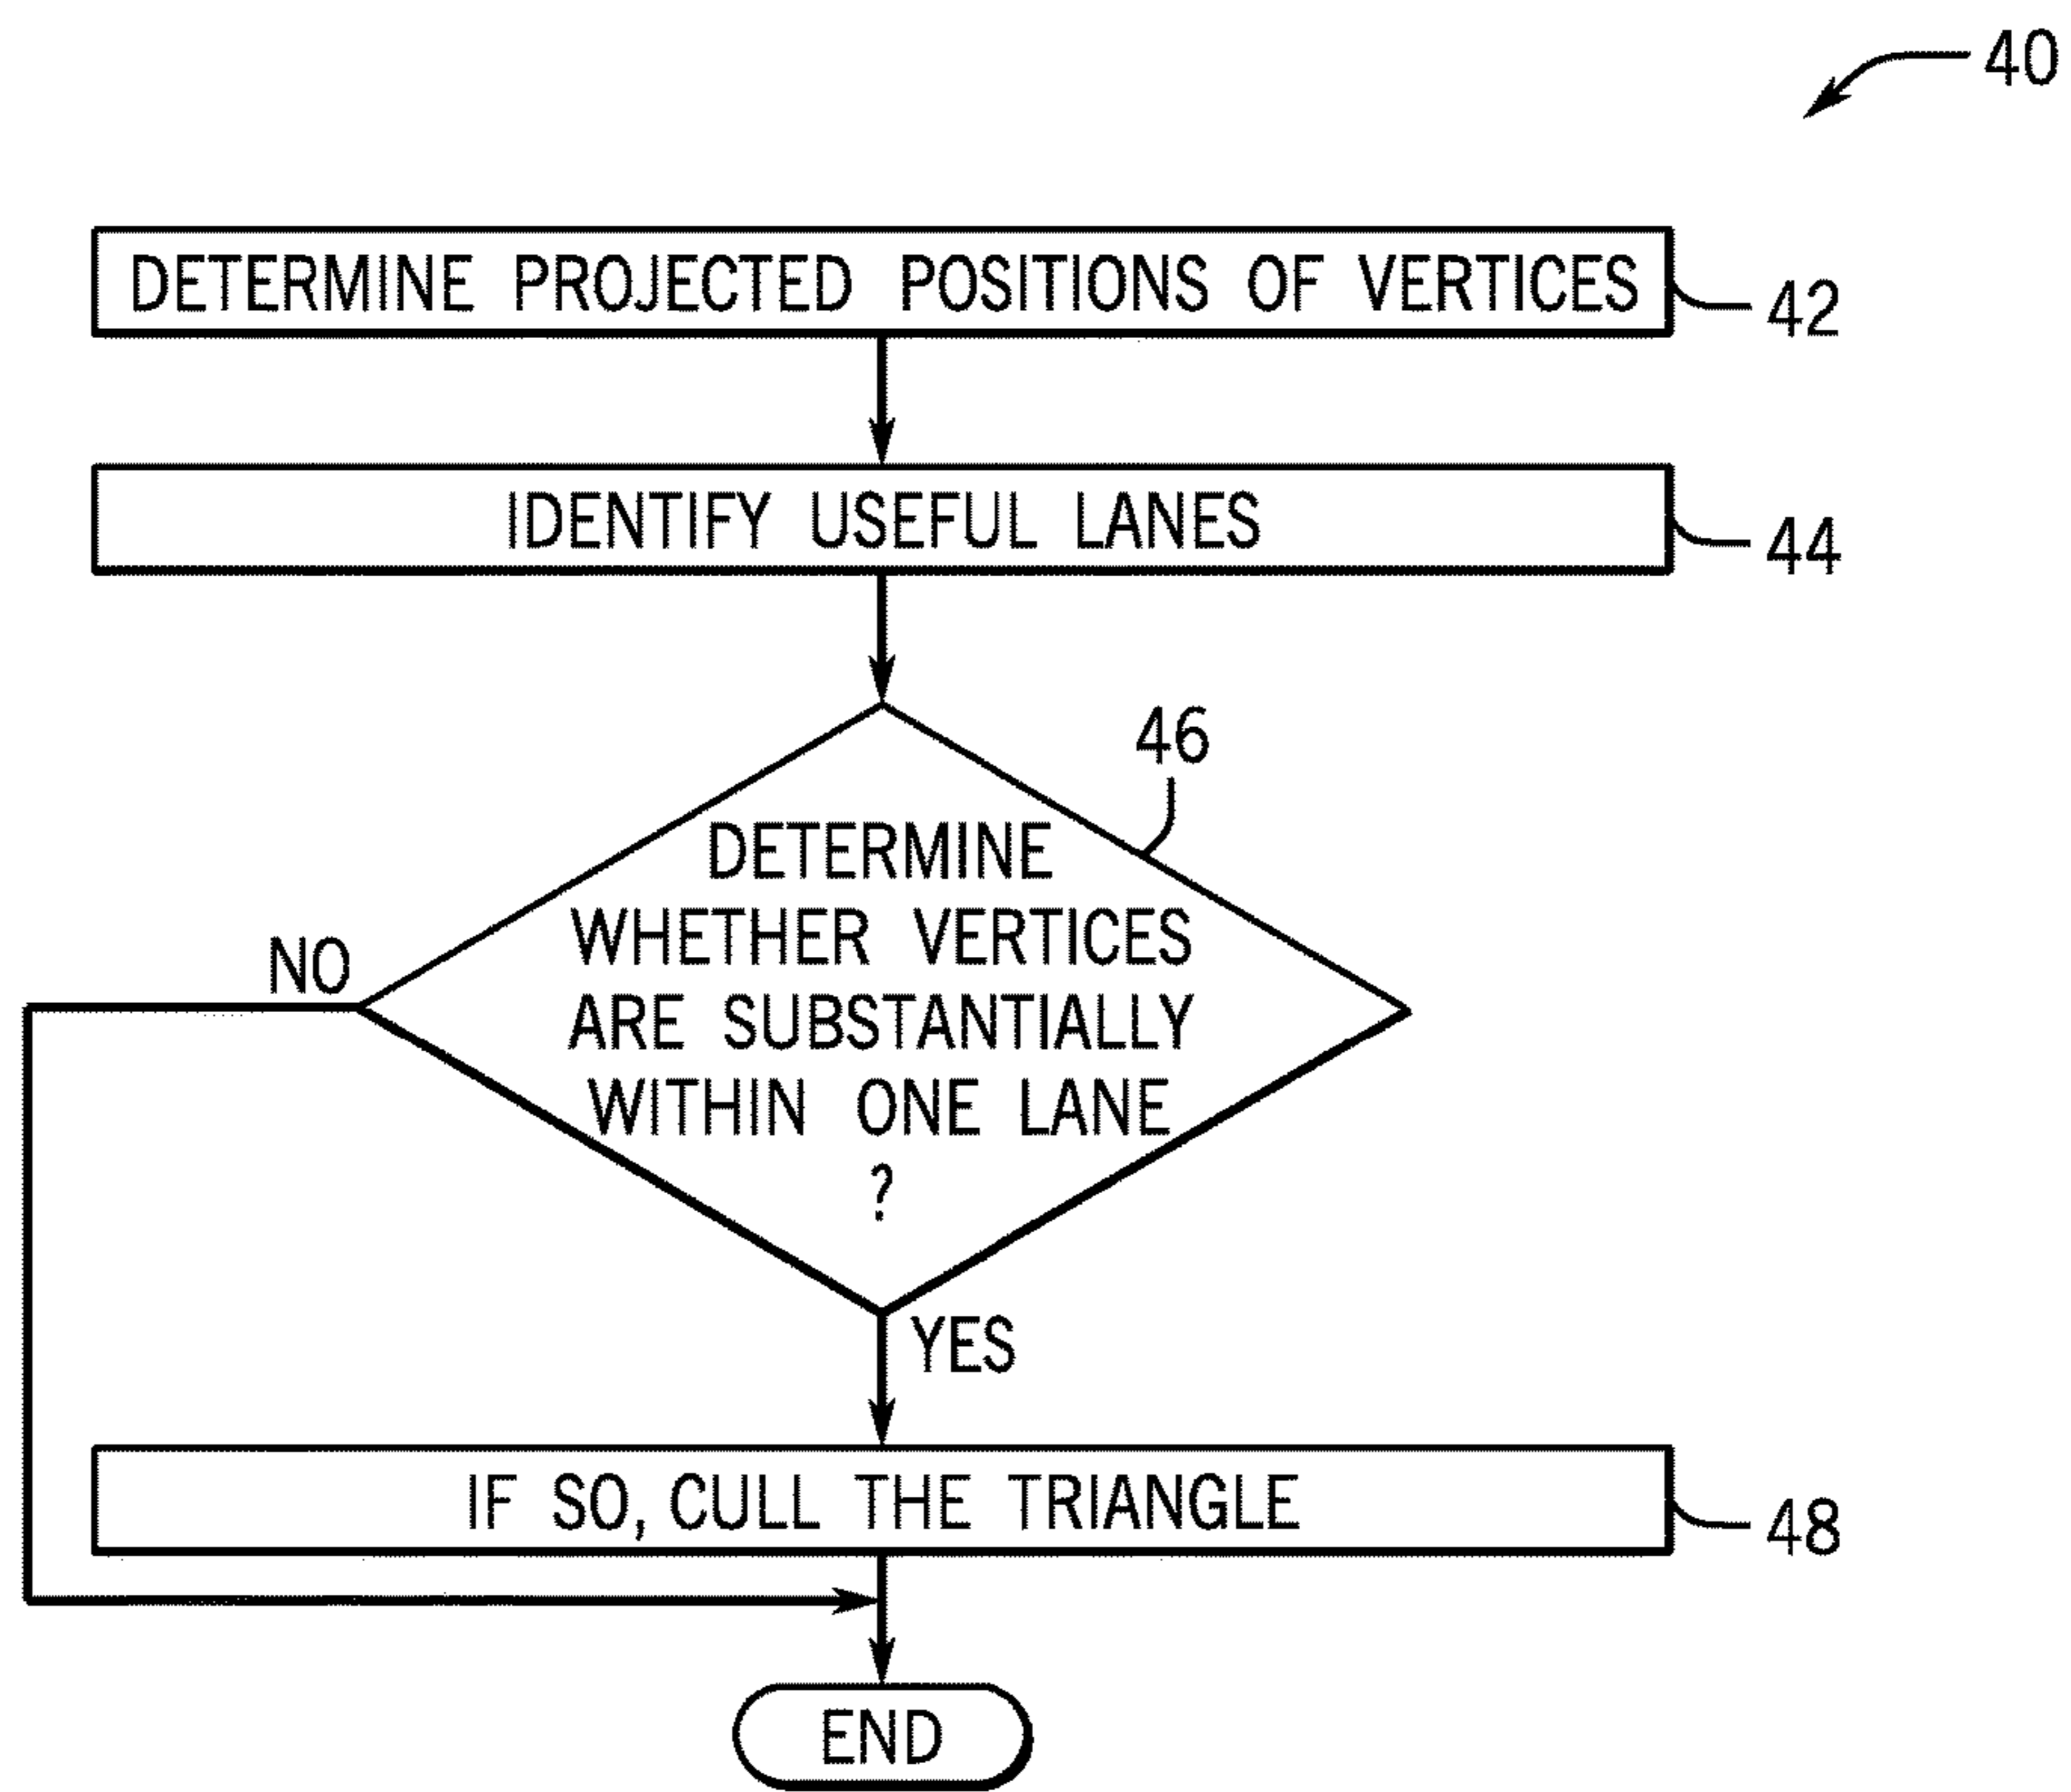 40
DETERMINE PROJECTED POSITIONS OF VERTICES
42
IDENTIFY USEFUL LANES
44
46
DETERMINE
WHETHER VERTICES
ARE SUBSTANTIALLY
WITHIN ONE LANE
?
NO
YES
IF SO, CULL THE TRIANGLE
48
END